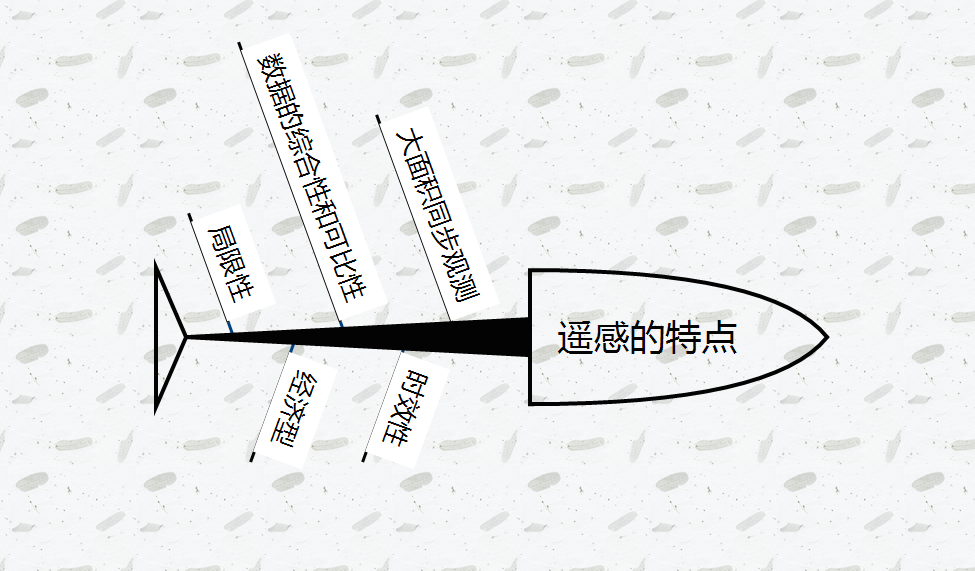 数据的综合性和可比性
大面积同步观测
局限性
遥感的特点
经济型
时效性